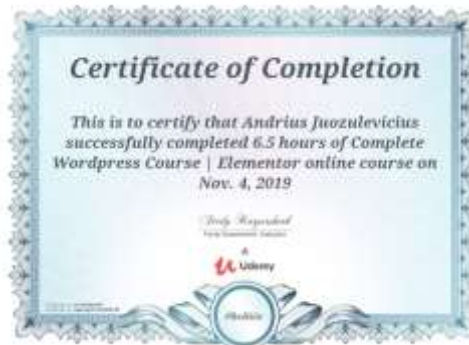 Certificate of Completion
This is to certify that Andrius Juozulevicius
successfully completed 6.5 hours of Complete
Wordpress Course | Elementor online course on
Nov. 4, 2019
&
Udemy